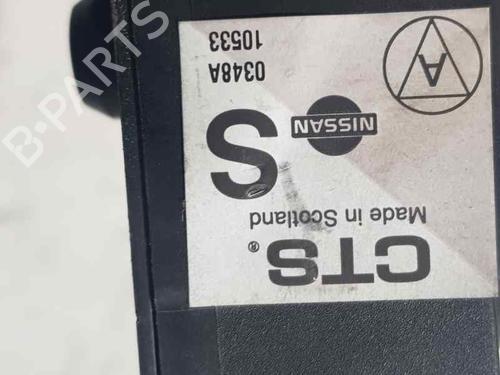 CTS®
Made in Scotland
S NISSAN
0348A
10533
A
B-PARTS